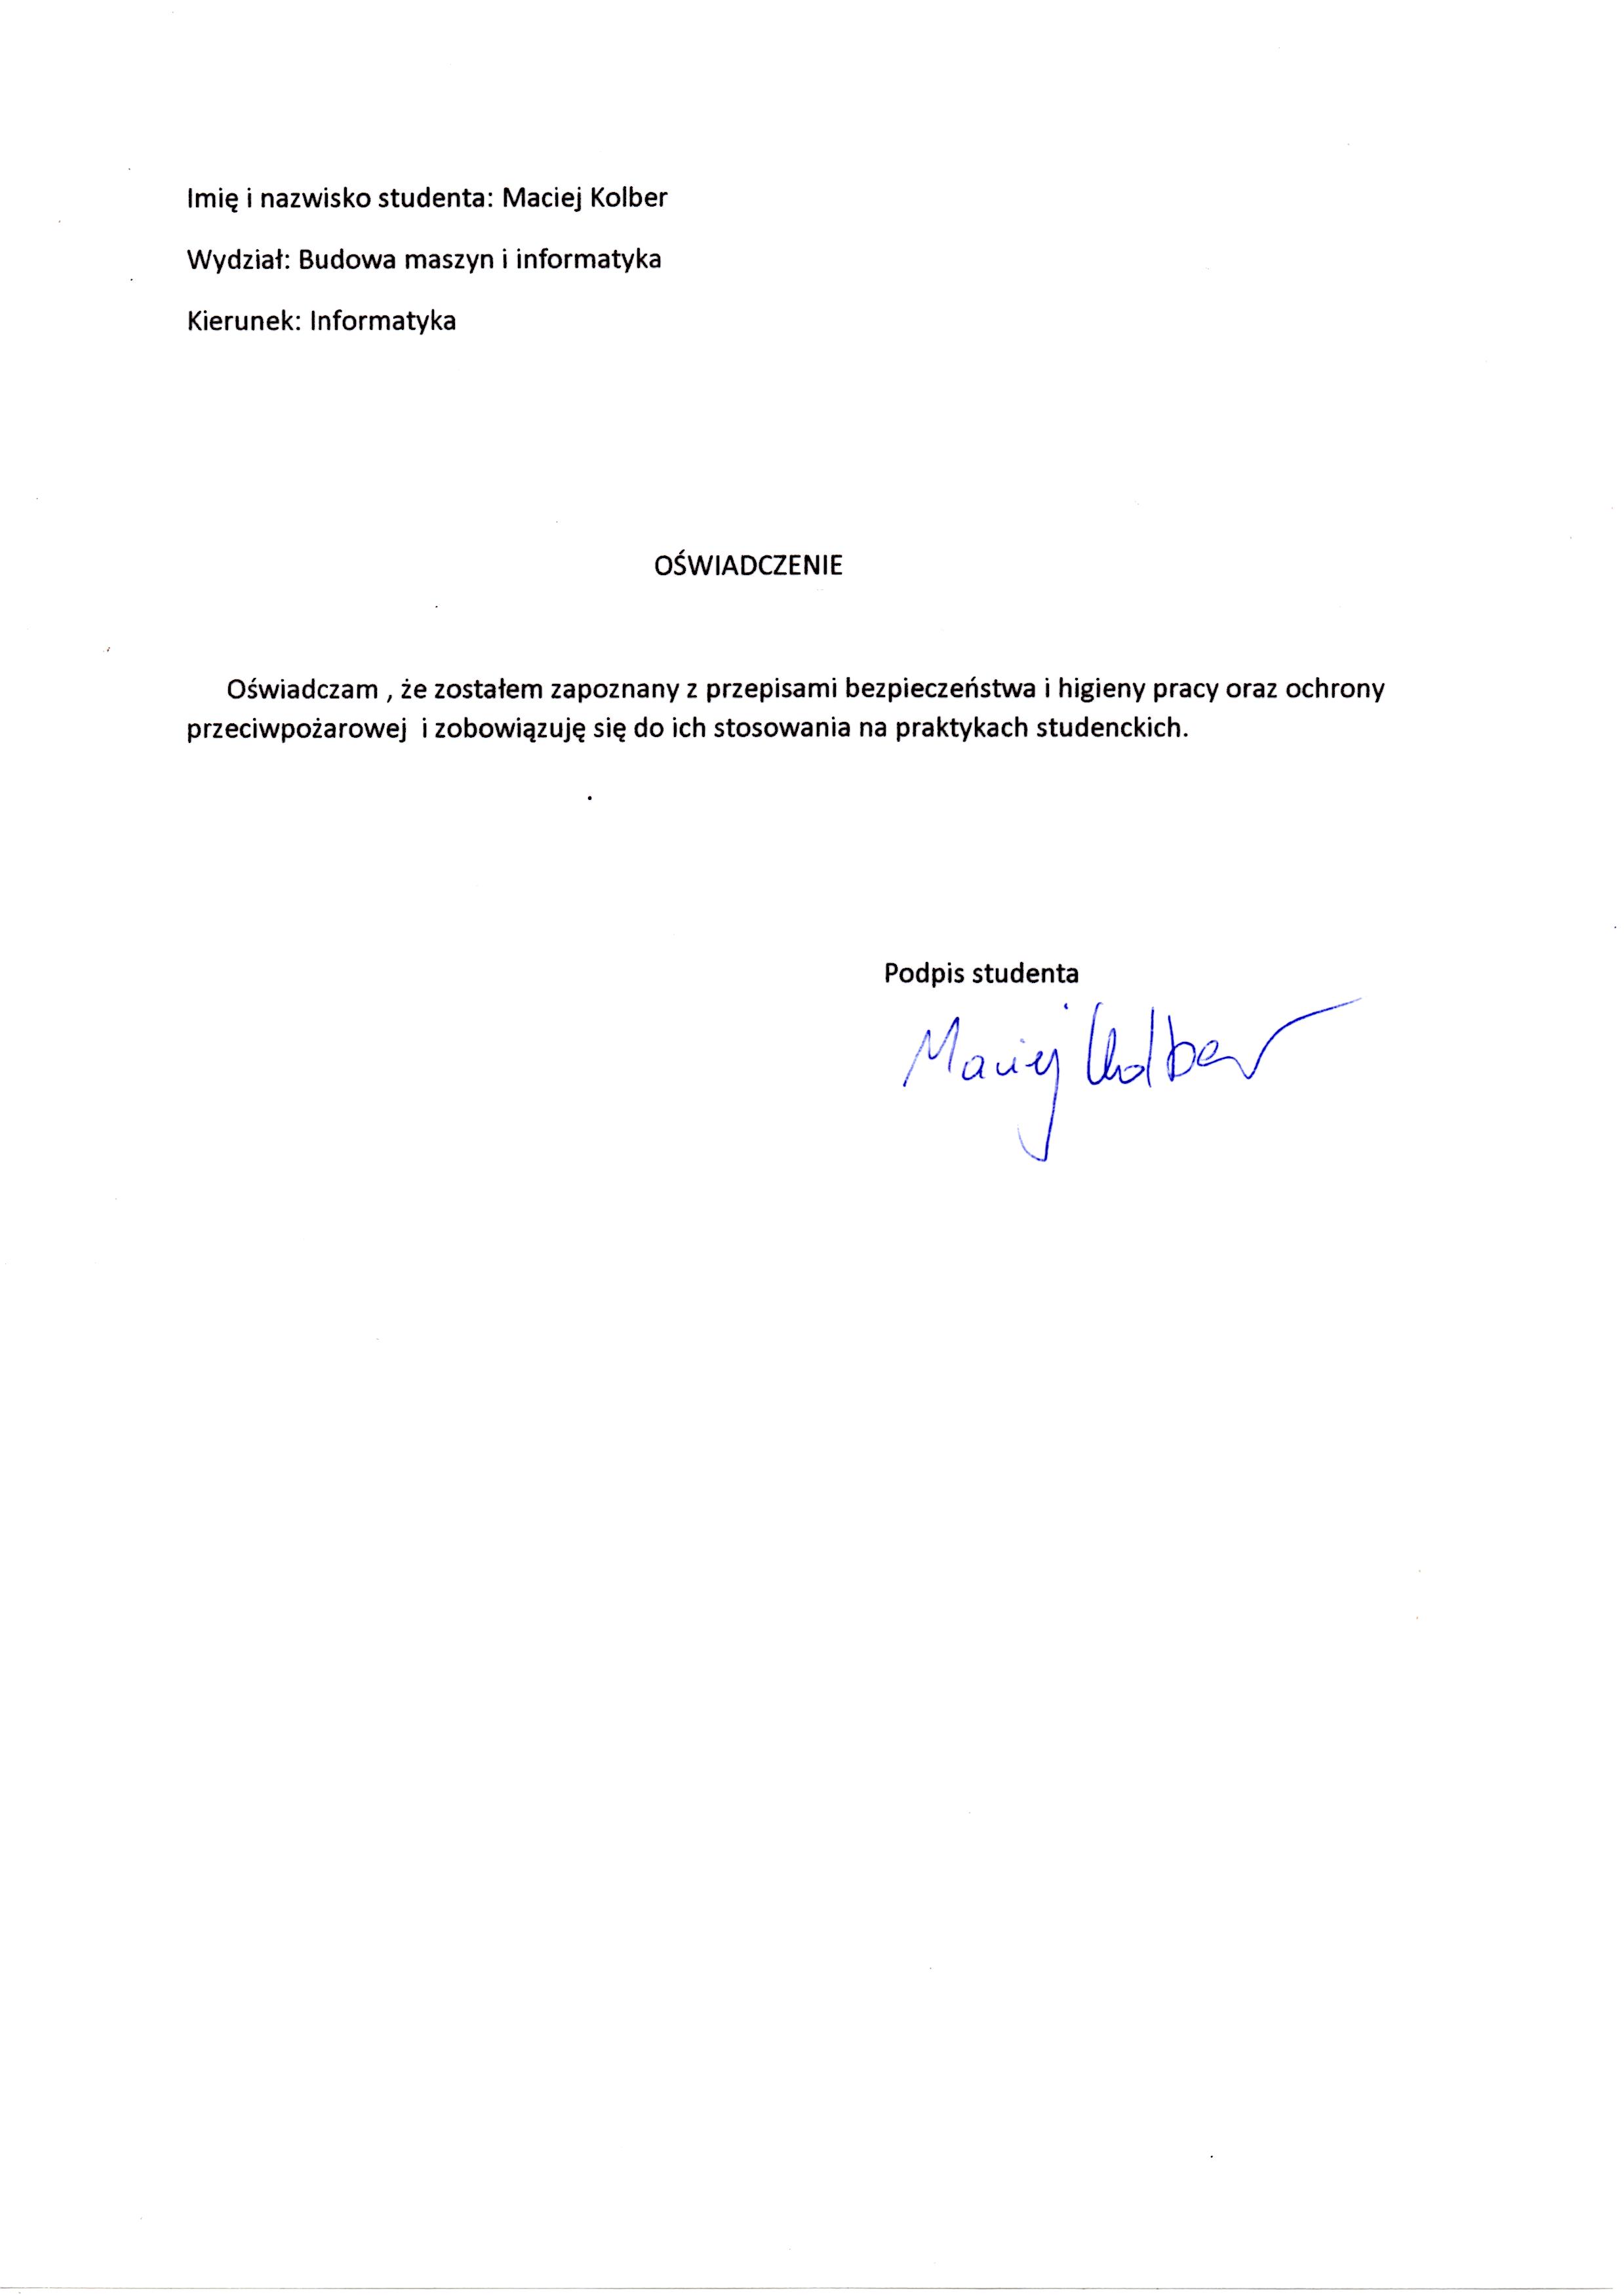 Imię i nazwisko studenta: Maciej Kolber
Wydział: Budowa maszyn i informatyka
Kierunek: Informatyka
OŚWIADCZENIE
Oświadczam , że zostałem zapoznany z przepisami bezpieczeństwa i higieny pracy oraz ochrony
przeciwpożarowej  i zobowiązuję się do ich stosowania na praktykach studenckich.
Podpis studenta
Maciej Kolber